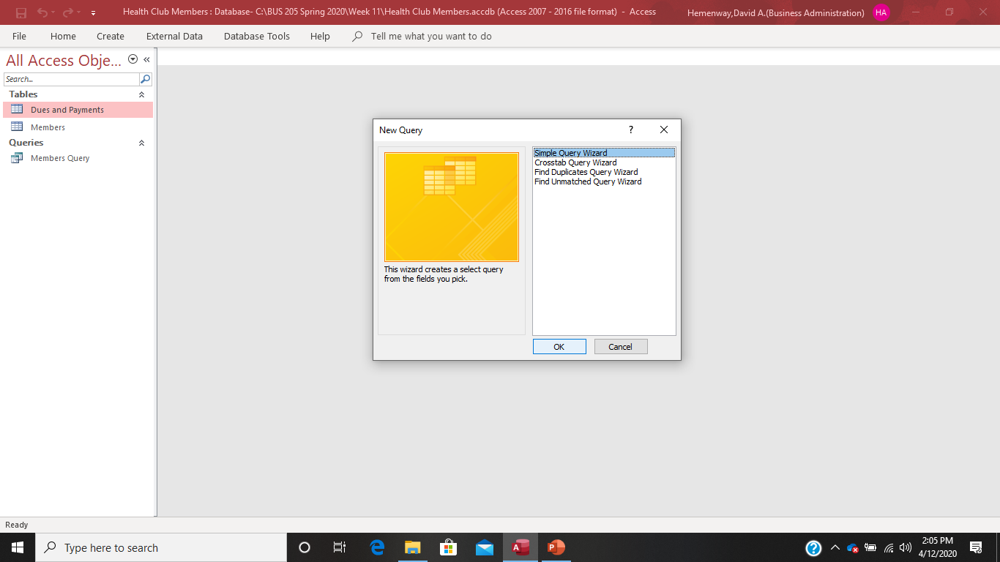 Health Club Members : Database- C:\BUS 205 Spring 2020\Week 11\Health Club Members.accdb (Access 2007 - 2016 file format)  -  Access
Hemenway,David A.(Business Administration)
HA
File
Home
Create
External Data
Database Tools
Help
Tell me what you want to do
All Access Obje...
Search...
Tables
Dues and Payments
Members
Queries
Members Query
New Query
?
Simple Query Wizard
Crosstab Query Wizard
Find Duplicates Query Wizard
Find Unmatched Query Wizard
This wizard creates a select query
from the fields you pick.
OK
Cancel
Ready
Type here to search
2:05 PM
4/12/2020